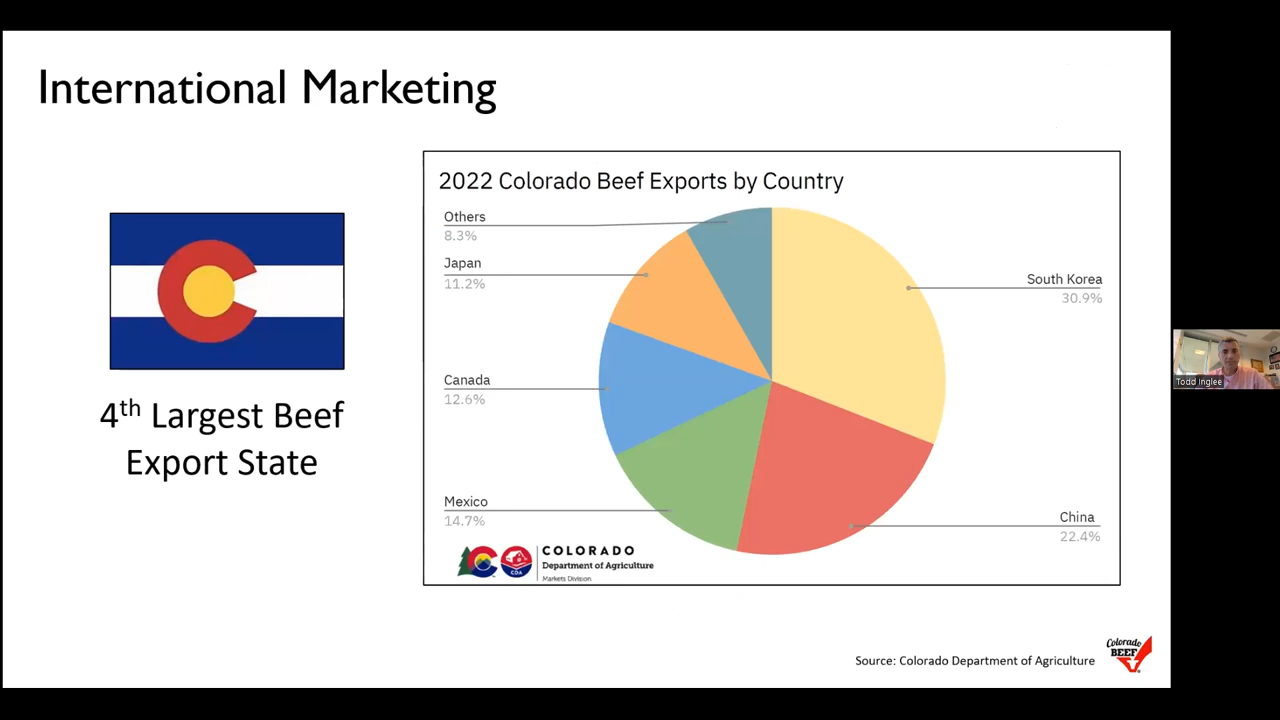 International Marketing
4th Largest Beef
Export State
2022 Colorado Beef Exports by Country
Others
8.3%
Japan
11.2%
Canada
12.6%
Mexico
14.7%
South Korea
30.9%
China
22.4%
CDA
COLORADO
Department of Agriculture
Markets Division
Source: Colorado Department of Agriculture
Colorado
BEEF
Todd Inglee